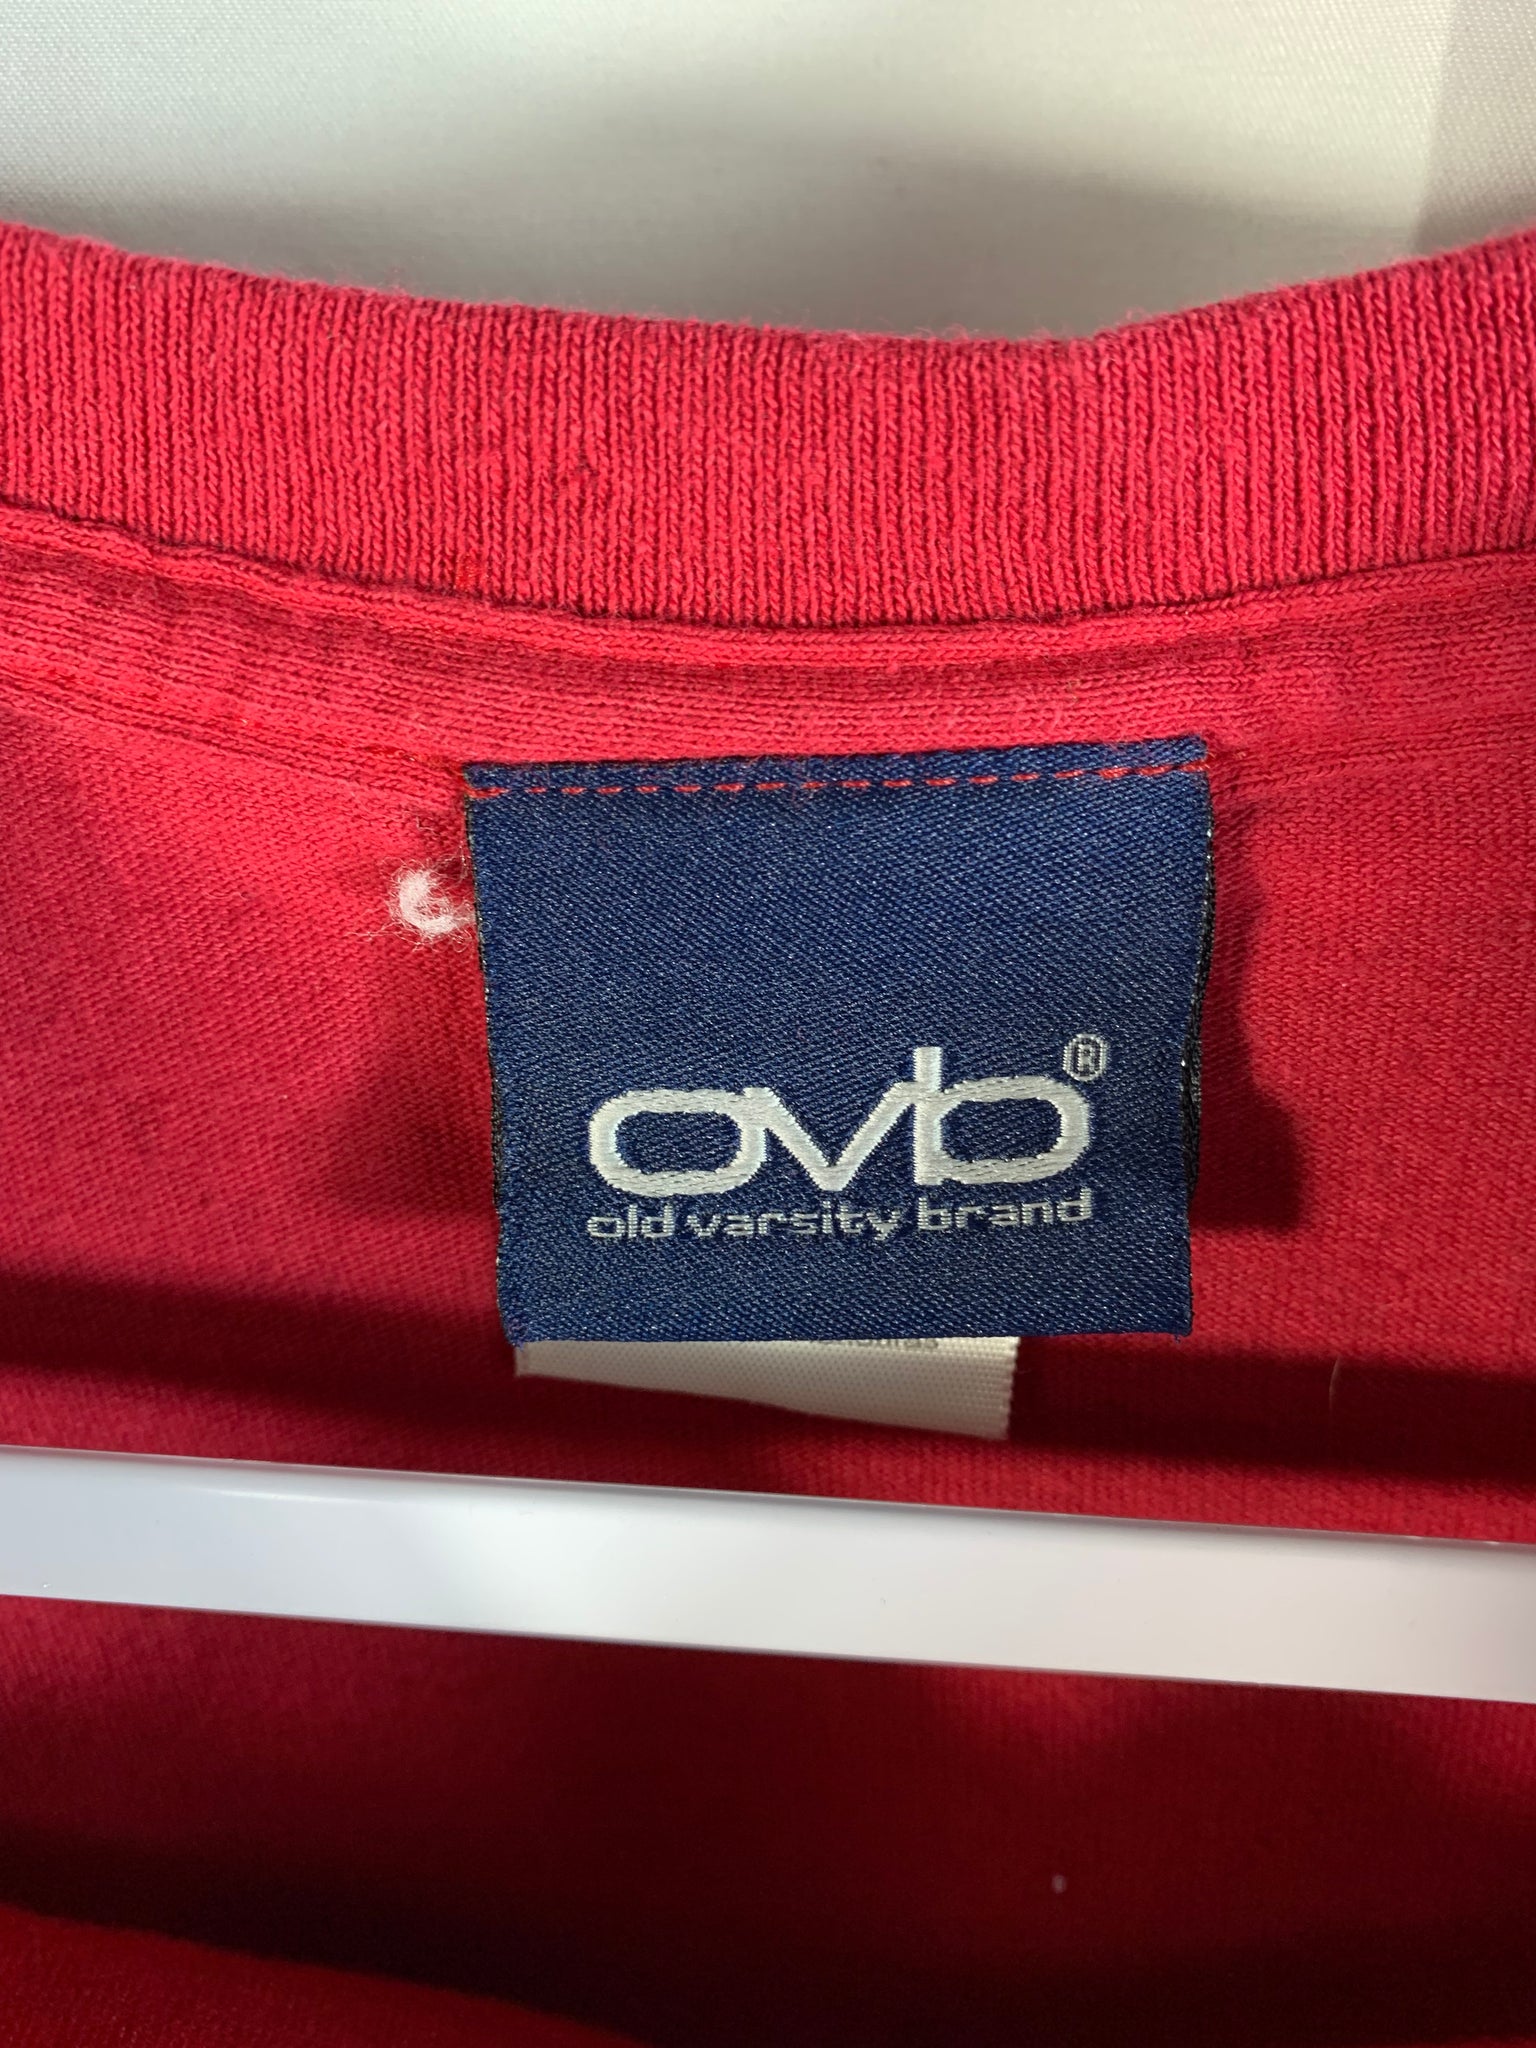 ovb®
old varsity brand